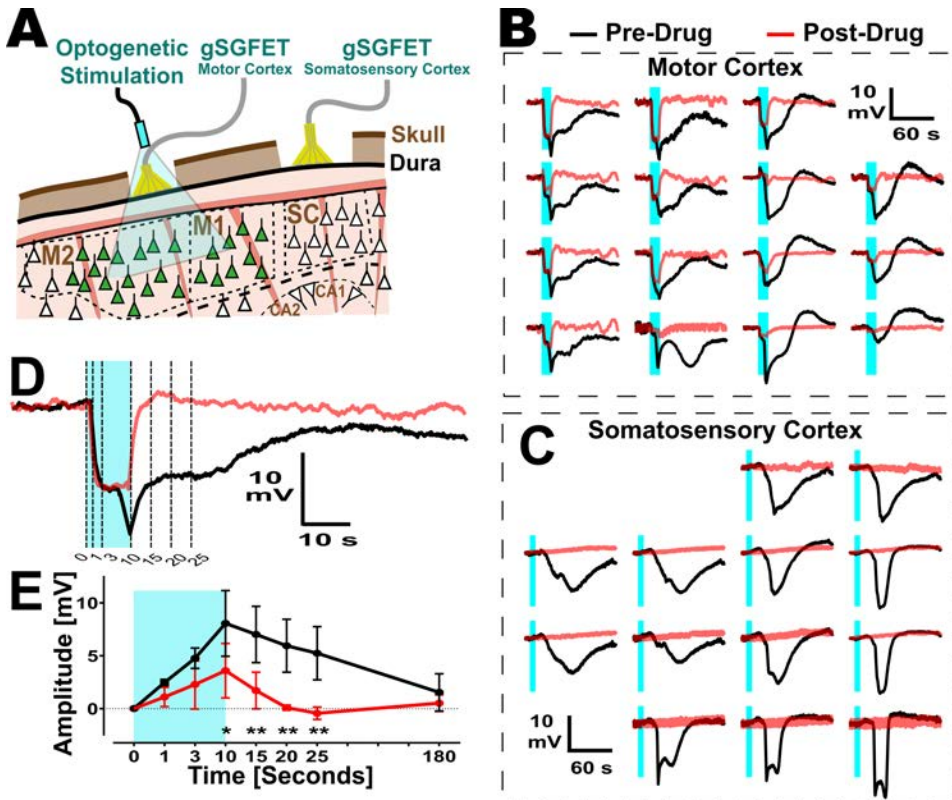 A
Optogenetic
Stimulation
gSGFET
Motor Cortex
gSGFET
Somatosensory Cortex
Skull
Dura
M2
M1
SC
CA1
CA2
B
Pre-Drug
Post-Drug
Motor Cortex
10
mV
60 s
C
Somatosensory Cortex
10
mV
60 s
D
10
mV
10 s
0 1 3 10 15 20 25
E
Amplitude [mV]
10
5
0
* ** ** **
0 1 3 10 15 20 25 180
Time [Seconds]